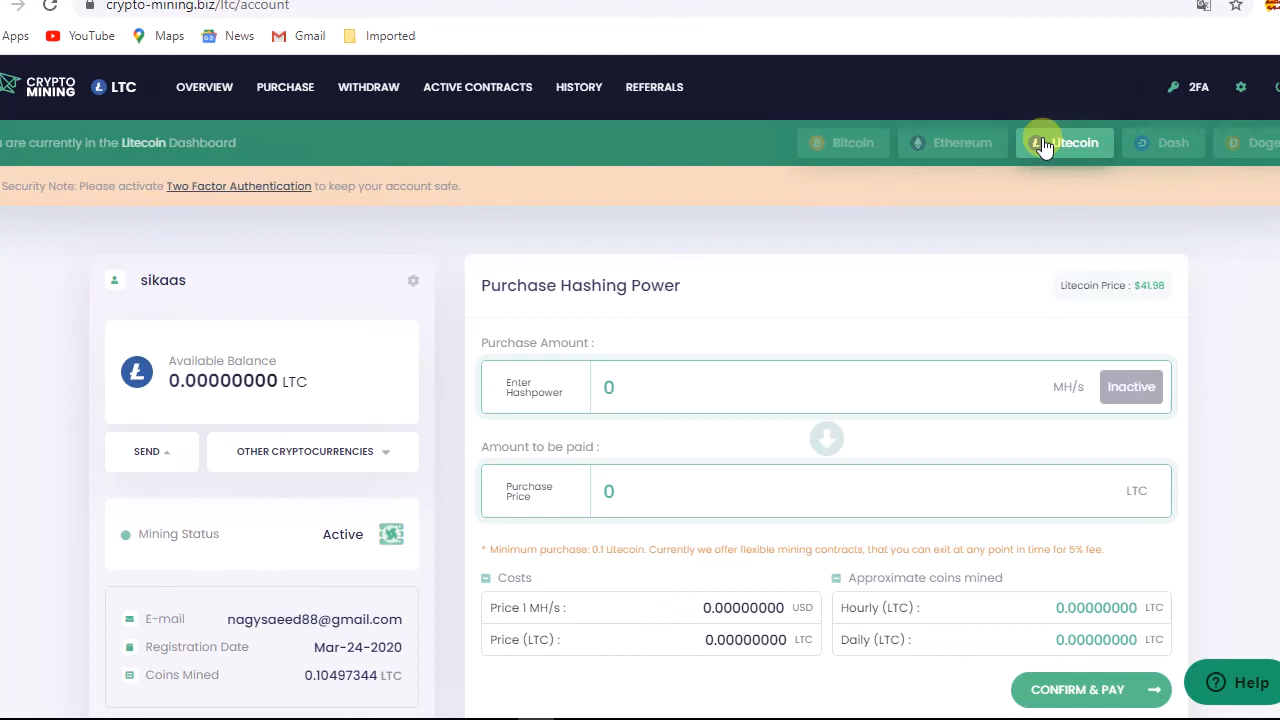 crypto-mining.biz/ltc/account
Apps YouTube Maps News Gmail Imported
CRYPTO MINING LTC OVERVIEW PURCHASE WITHDRAW ACTIVE CONTRACTS HISTORY REFERRALS 2FA
are currently in the Litecoin Dashboard Bitcoin Ethereum Litecoin Dash Doge
Security Note: Please activate Two Factor Authentication to keep your account safe.
sikaas
Available Balance
0.00000000 LTC
SEND OTHER CRYPTOCURRENCIES
Mining Status Active
E-mail nagysaeed88@gmail.com
Registration Date Mar-24-2020
Coins Mined 0.10497344 LTC
Purchase Hashing Power Litecoin Price : $41.98
Purchase Amount :
Enter Hashpower 0 MH/s Inactive
Amount to be paid :
Purchase Price 0 LTC
* Minimum purchase: 0.1 Litecoin. Currently we offer flexible mining contracts, that you can exit at any point in time for 5% fee.
Costs
Price 1 MH/s : 0.00000000 USD
Price (LTC) : 0.00000000 LTC
Approximate coins mined
Hourly (LTC) : 0.00000000 LTC
Daily (LTC) : 0.00000000 LTC
CONFIRM & PAY
Help